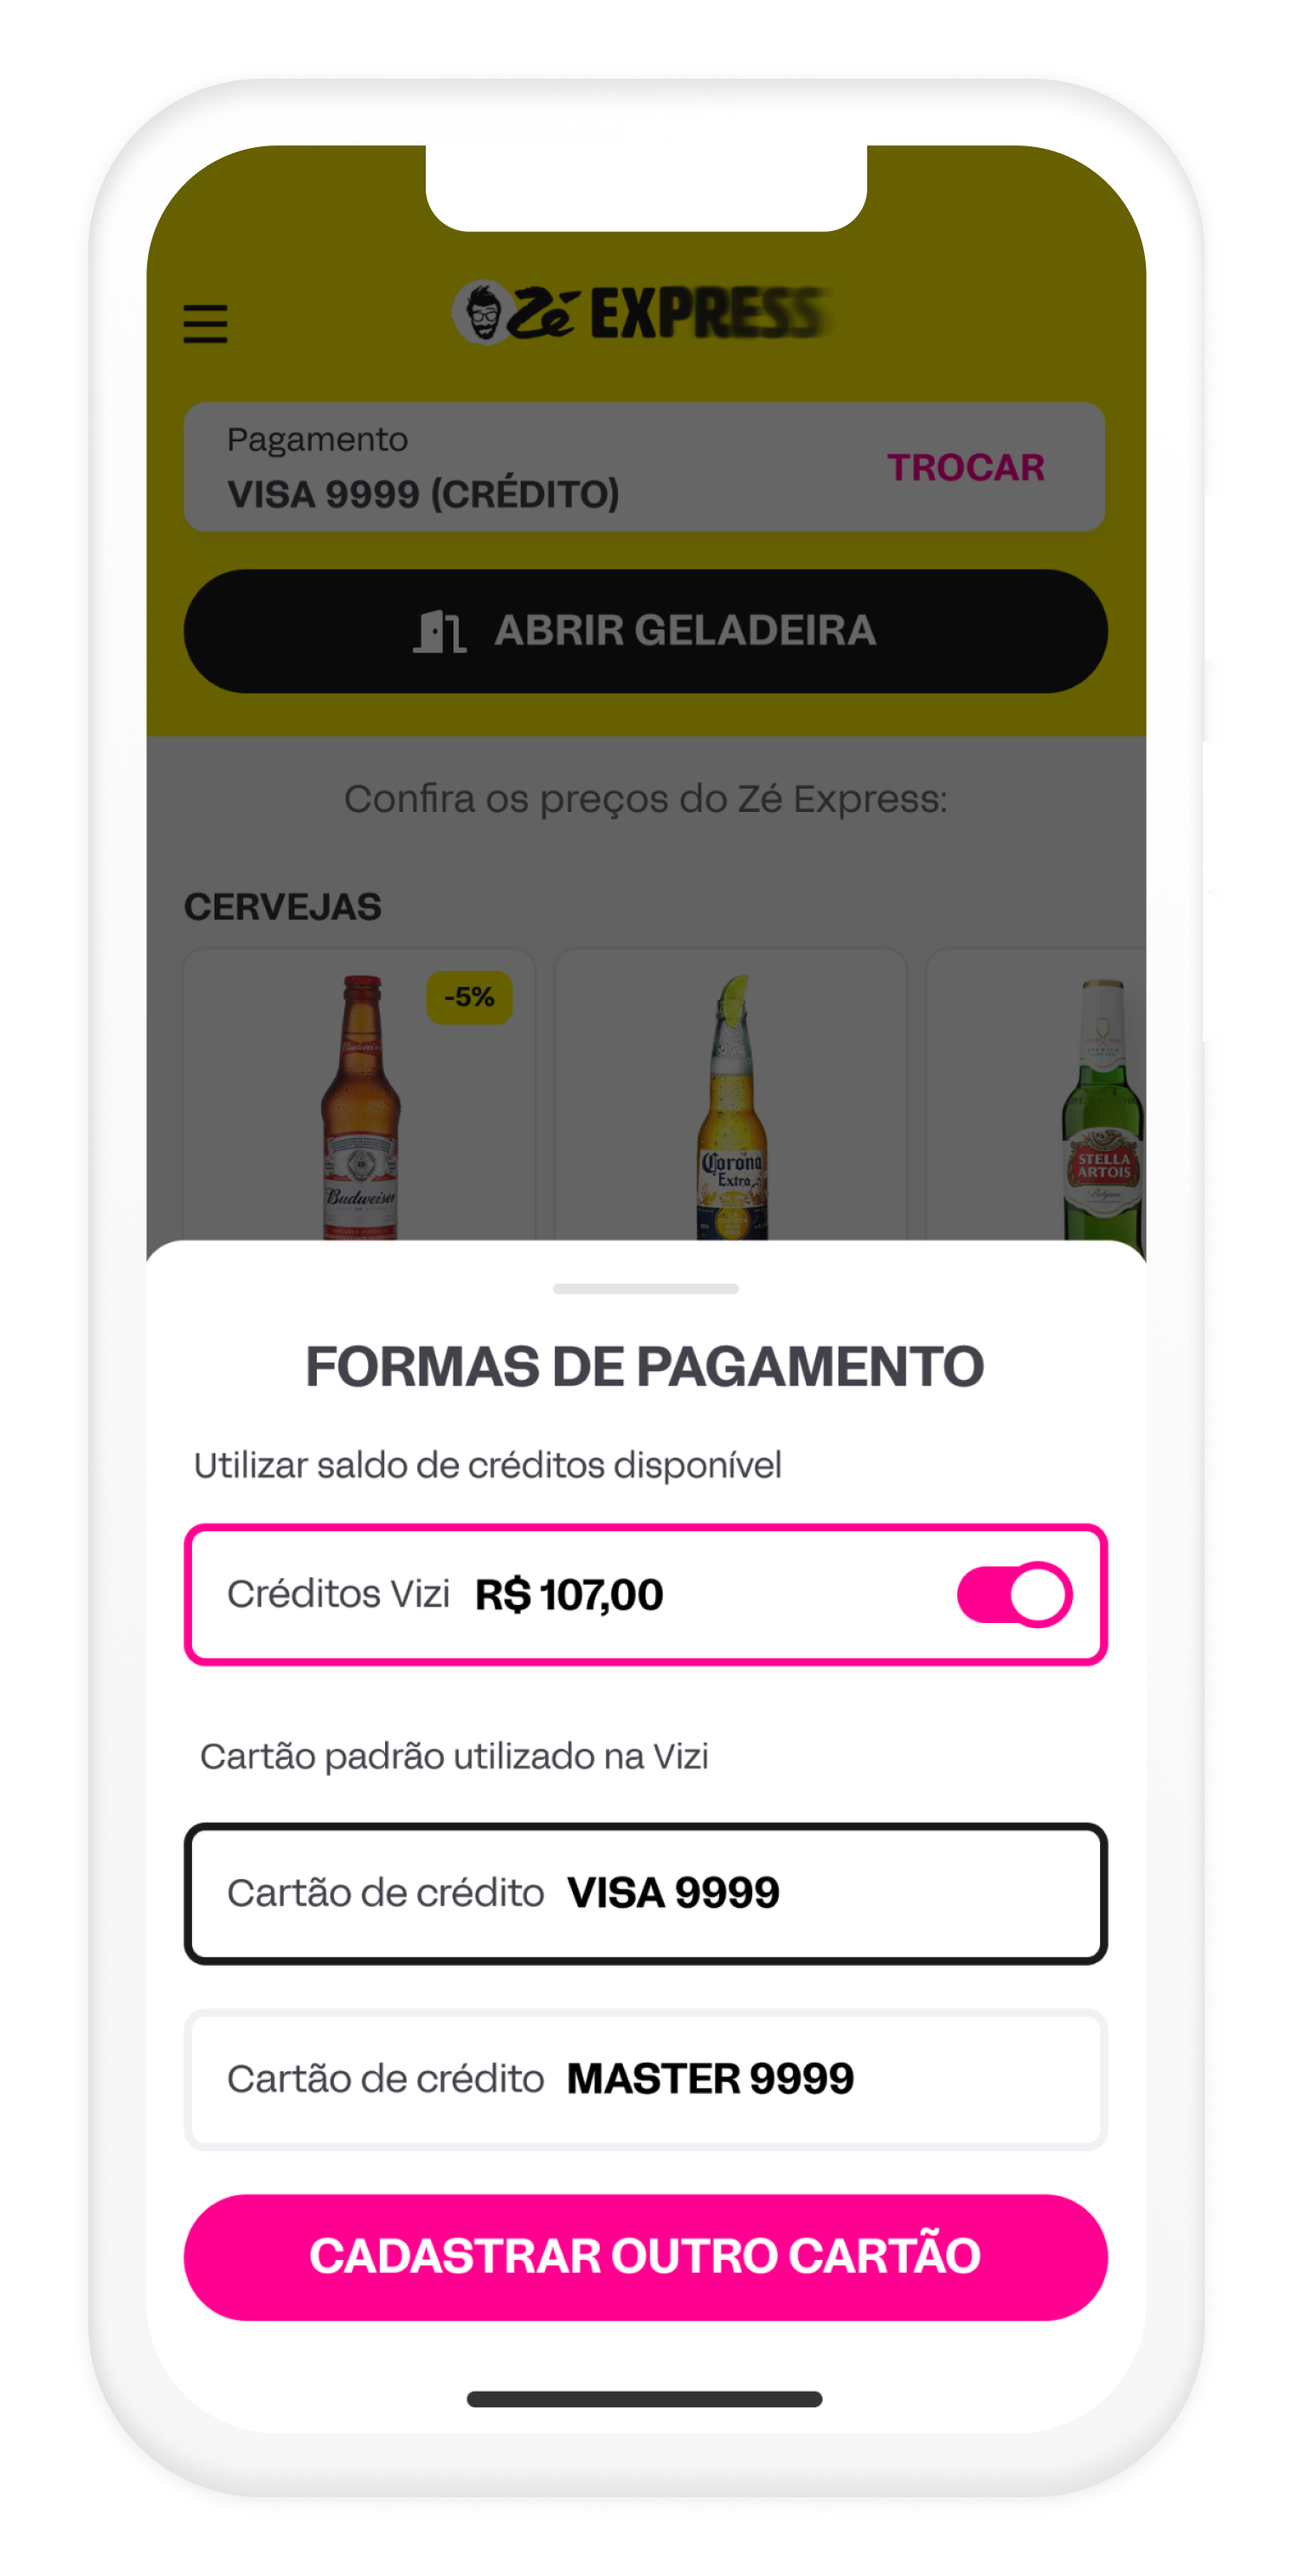 Zé EXPRESS
Pagamento
VISA 9999 (CRÉDITO)
TROCAR
ABRIR GELADEIRA
Confira os preços do Zé Express:
CERVEJAS
-5%
Budweiser
Budweiser
Corona
Extra
STELLA
ARTOIS
FORMAS DE PAGAMENTO
Utilizar saldo de créditos disponível
Créditos Vizi R$ 107,00
Cartão padrão utilizado na Vizi
Cartão de crédito VISA 9999
Cartão de crédito MASTER 9999
CADASTRAR OUTRO CARTÃO